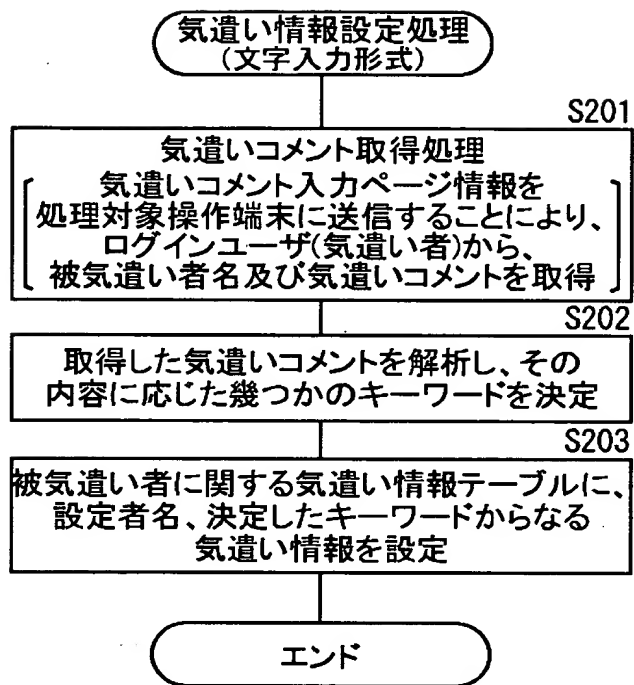 気遣い情報設定処理
(文字入力形式)
S201
気遣いコメント取得処理
気遣いコメント入力ページ情報を
処理対象操作端末に送信することにより、
ログインユーザ(気遣い者)から、
被気遣い者名及び気遣いコメントを取得
S202
取得した気遣いコメントを解析し、その
内容に応じた幾つかのキーワードを決定
S203
被気遣い者に関する気遣い情報テーブルに、
設定者名、決定したキーワードからなる
気遣い情報を設定
エンド